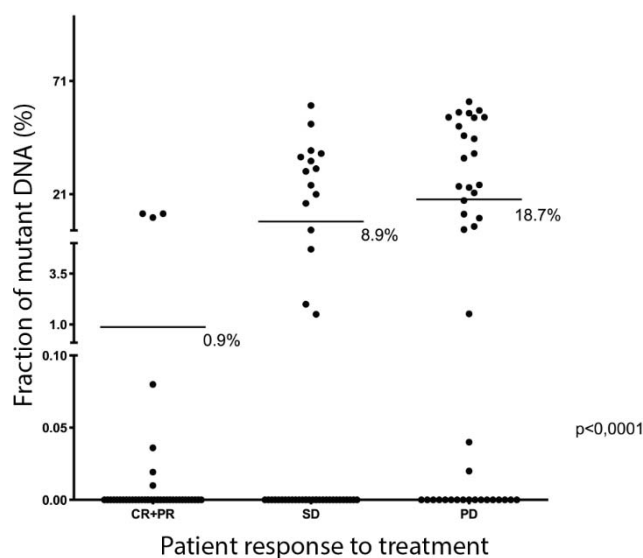 Fraction of mutant DNA (%)
71
21
3.5
1.0
0.10
0.05
0.00
0.9%
8.9%
18.7%
p<0,0001
CR+PR
SD
PD
Patient response to treatment